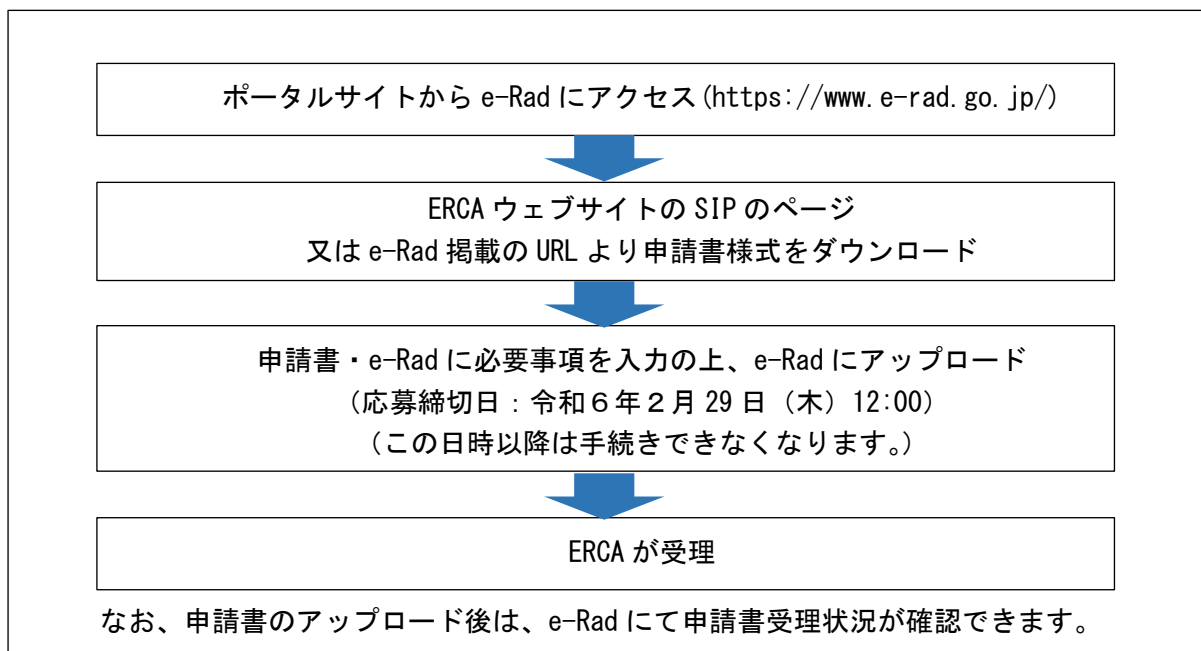 ポータルサイトから e-Rad にアクセス(https://www.e-rad.go.jp/)
ERCA ウェブサイトの SIP のページ
又は e-Rad 掲載の URL より申請書様式をダウンロード
申請書・e-Rad に必要事項を入力の上、e-Rad にアップロード
（応募締切日：令和６年２月 29 日（木）12:00）
（この日時以降は手続きできなくなります。）
ERCA が受理
なお、申請書のアップロード後は、e-Rad にて申請書受理状況が確認できます。